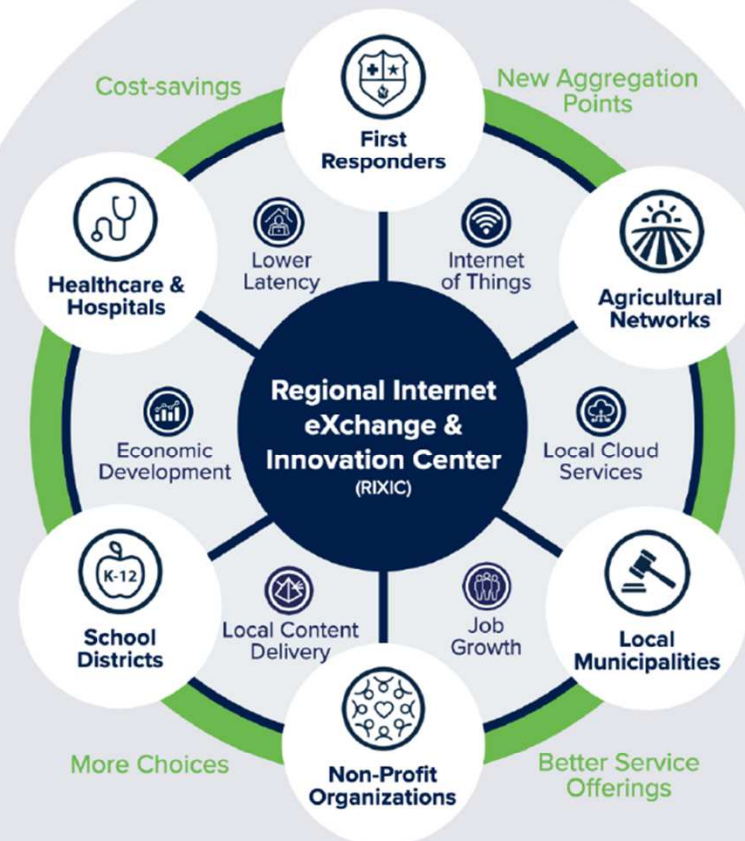 Cost-savings
New Aggregation
Points
First
Responders
Healthcare &
Hospitals
Lower
Latency
Internet
of Things
Agricultural
Networks
Regional Internet
eXchange &
Innovation Center
(RIXIC)
Economic
Development
Local Cloud
Services
K-12
School
Districts
Local Content
Delivery
Job
Growth
Local
Municipalities
More Choices
Non-Profit
Organizations
Better Service
Offerings